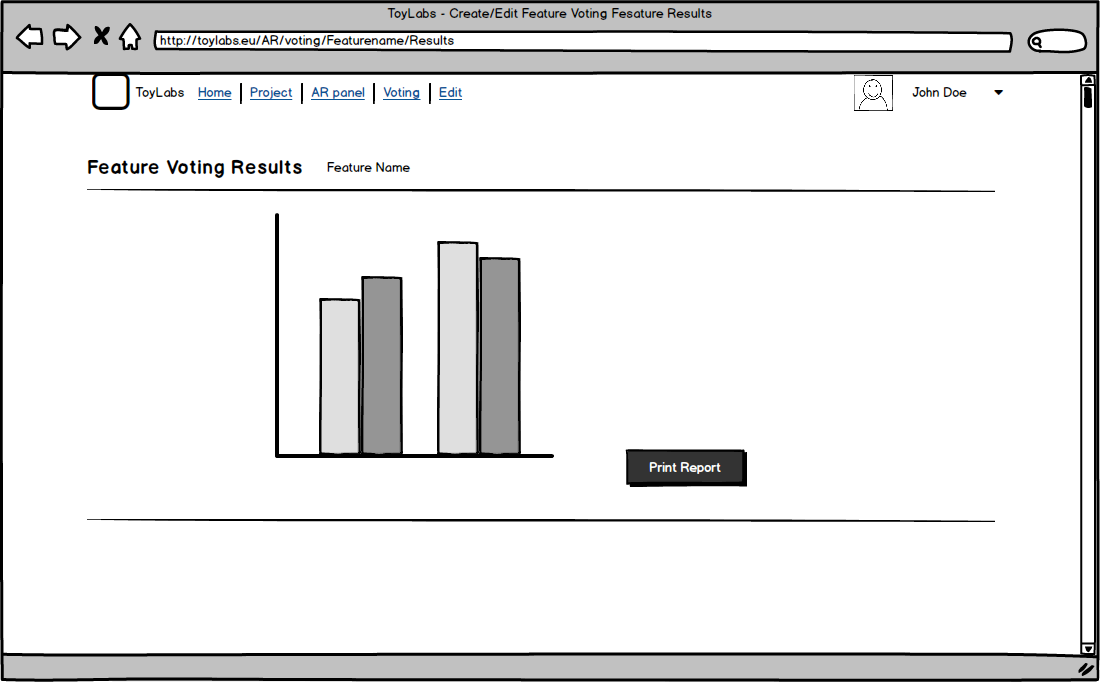 ToyLabs - Create/Edit Feature Voting Fesature Results
http://toylabs.eu/AR/voting/Featurename/Results
ToyLabs Home Project AR panel Voting Edit John Doe
Feature Voting Results Feature Name
Print Report